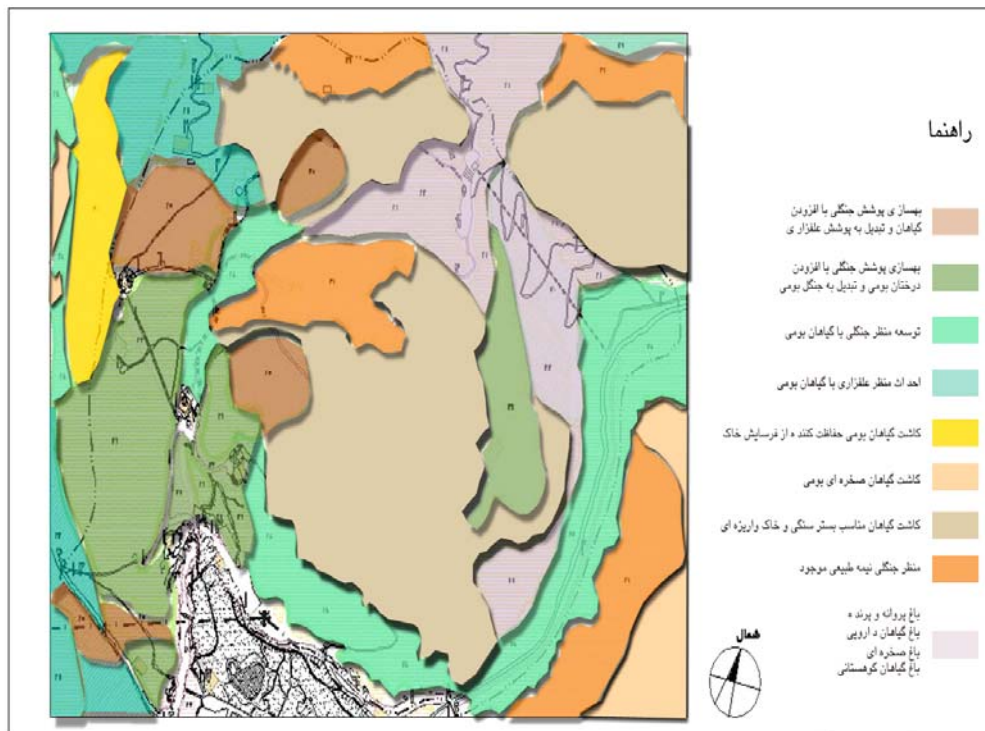 راهنما
بهسازی پوشش جنگلی با افزودن
گیاهان و تبدیل به پوشش علفزاری
بهسازی پوشش جنگلی با افزودن
درختان بومی و تبدیل به جنگل بومی
توسعه منظر جنگلی با گیاهان بومی
احداث منظر علفزاری با گیاهان بومی
کاشت گیاهان بومی حفاظت کننده از فرسایش خاک
کاشت گیاهان صخره ای بومی
کاشت گیاهان مناسب بستر سنگی و خاک واریزه ای
منظر جنگلی نیمه طبیعی موجود
باغ پروانه و پرنده
باغ گیاهان دارویی
باغ صخره ای
باغ گیاهان کوهستانی
شمال